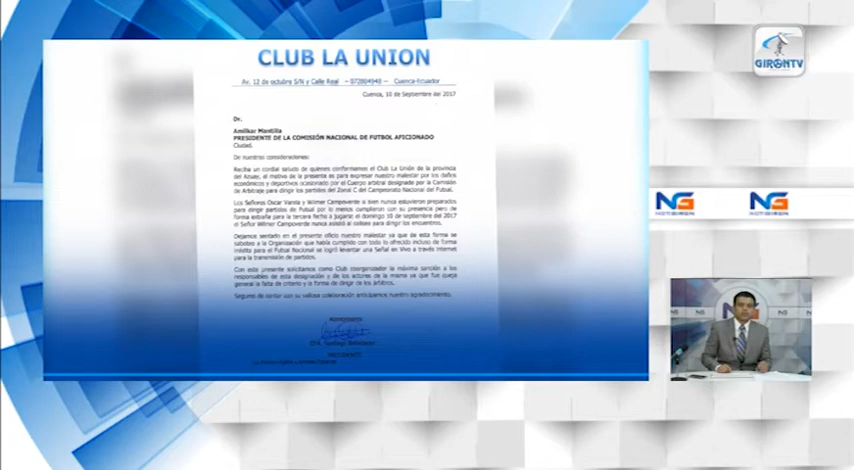 GIRONTV
CLUB LA UNION
Av. 12 de octubre S/N y Calle Real – 072864948 – Cuenca-Ecuador
Cuenca, 10 de Septiembre del 2017
Dr.
Amilkar Mantilla
PRESIDENTE DE LA COMISIÓN NACIONAL DE FUTBOL AFICIONADO
Ciudad.
De nuestras consideraciones:
Reciba un cordial saludo de quienes conformamos el Club La Unión de la provincia
del Azuay, el motivo de la presente es para expresar nuestro malestar por los daños
económicos y deportivos ocasionado por el Cuerpo arbitral designado por la Comisión de
Arbitraje para dirigir los partidos del Zonal C del Campeonato Nacional del Futsal.
Los Señores Oscar Varela y Wilmer Campoverde si bien nunca estuvieron preparados
para dirigir partidos de Futsal por lo menos cumplieron con su presencia pero de
forma extraña para la tercera fecha a jugarse el domingo 10 de septiembre del 2017
el Señor Wilmer Campoverde nunca asistió al coliseo para dirigir los encuentros.
Dejamos sentado en el presente oficio nuestro malestar ya que de esta forma se
sabotea a la Organización que había cumplido con todo lo ofrecido incluso de forma
inédita para el Futsal Nacional se logró levantar una Señal en Vivo a través Internet
para la transmisión de partidos.
Con este presente solicitamos como Club coorganizador la máxima sanción a los
responsables de esta designación y de los actores de la misma ya que fue queja
general la falta de criterio y la forma de dirigir de los árbitros.
Seguros de contar con su valiosa colaboración anticipamos nuestro agradecimiento.
Atentamente
PRESIDENTE
NG
NOTIGIRON
NG
NOTIGIRON